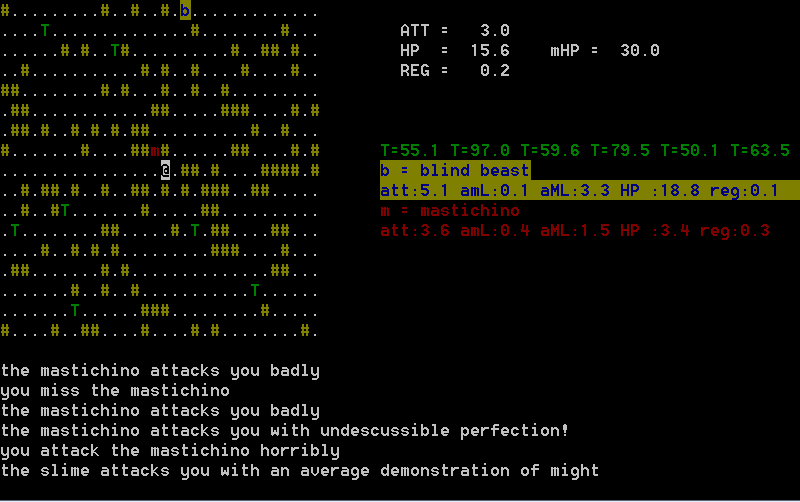 #.........#..#..#.b.............
....T..............#........#...
......#.#..T#..........#..##.#..
..#...........#.#..#....#....#..
##........#.#...#..#.#..........
.##............##.....###....#.#
.##.#..#.#.#.##..........#..#...
#.......#....##m#......##....#.#
................@.##.#....####.#
..#.##.#..##.##.#.#.###..##.....
..#..#T.......#.....##..........
.T........##.....#.T.##....##...
....#..#.#.#.........###....#...
.##.......#.#..............##...
.......#..#..#...........T......
.......T......###.........#.....
#....#..##....#....#.#........#.
ATT =   3.0
HP  =  15.6    mHP =  30.0
REG =   0.2
T=55.1 T=97.0 T=59.6 T=79.5 T=50.1 T=63.5
b = blind beast
att:5.1 amL:0.1 aML:3.3 HP :18.8 reg:0.1
m = mastichino
att:3.6 amL:0.4 aML:1.5 HP :3.4 reg:0.3
the mastichino attacks you badly
you miss the mastichino
the mastichino attacks you badly
the mastichino attacks you with undescussible perfection!
you attack the mastichino horribly
the slime attacks you with an average demonstration of might